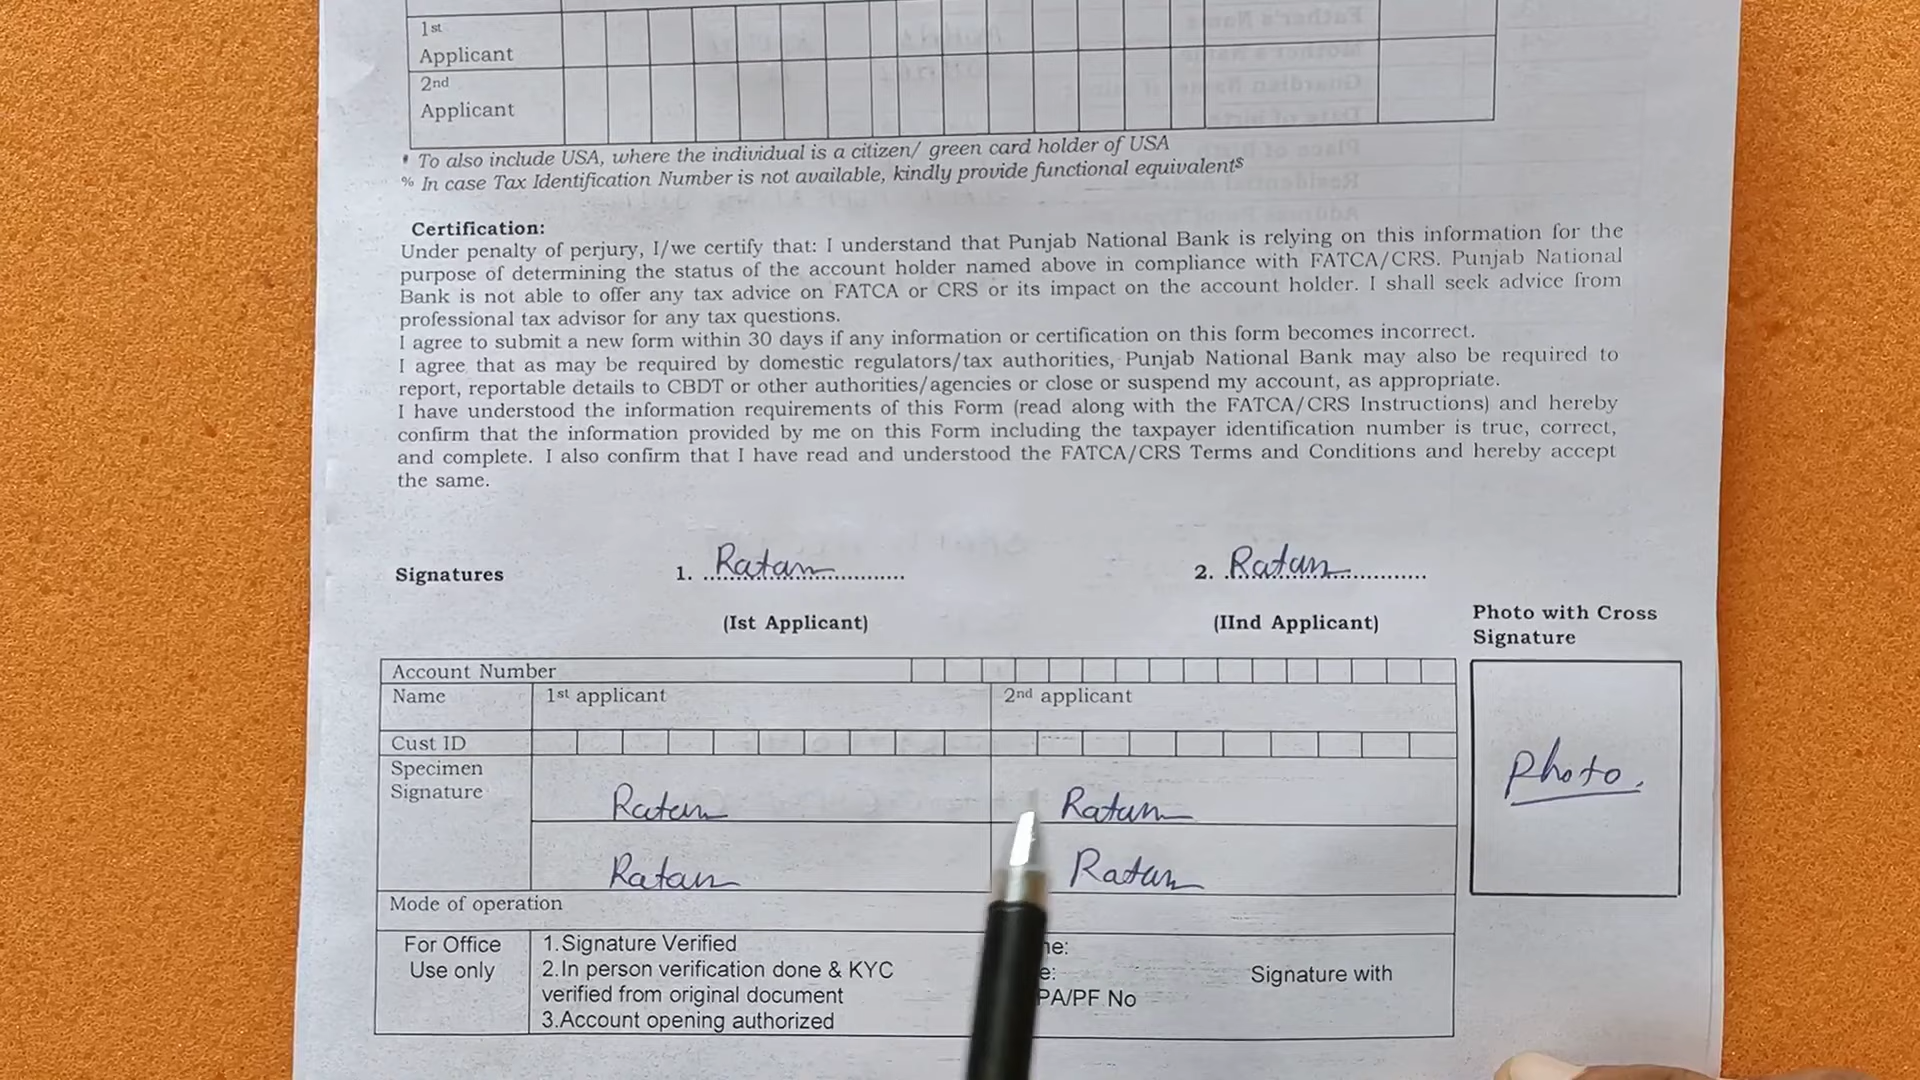 1st
Applicant
2nd
Applicant
To also include USA, where the individual is a citizen/ green card holder of USA
% In case Tax Identification Number is not available, kindly provide functional equivalent$
Certification:
Under penalty of perjury, I/we certify that: I understand that Punjab National Bank is relying on this information for the
purpose of determining the status of the account holder named above in compliance with FATCA/CRS. Punjab National
Bank is not able to offer any tax advice on FATCA or CRS or its impact on the account holder. I shall seek advice from
professional tax advisor for any tax questions.
I agree to submit a new form within 30 days if any information or certification on this form becomes incorrect.
I agree that as may be required by domestic regulators/tax authorities, Punjab National Bank may also be required to
report, reportable details to CBDT or other authorities/agencies or close or suspend my account, as appropriate.
I have understood the information requirements of this Form (read along with the FATCA/CRS Instructions) and hereby
confirm that the information provided by me on this Form including the taxpayer identification number is true, correct,
and complete. I also confirm that I have read and understood the FATCA/CRS Terms and Conditions and hereby accept
the same.
Signatures 1. Ratan 2. Ratan
(Ist Applicant) (IInd Applicant)
Photo with Cross
Signature
Account Number
Name 1st applicant 2nd applicant
Cust ID
Specimen
Signature
Ratan Ratan
Photo.
Ratan Ratan
Mode of operation
For Office
Use only
1.Signature Verified
2.In person verification done & KYC
verified from original document
3.Account opening authorized
me:
e:
PA/PF No
Signature with